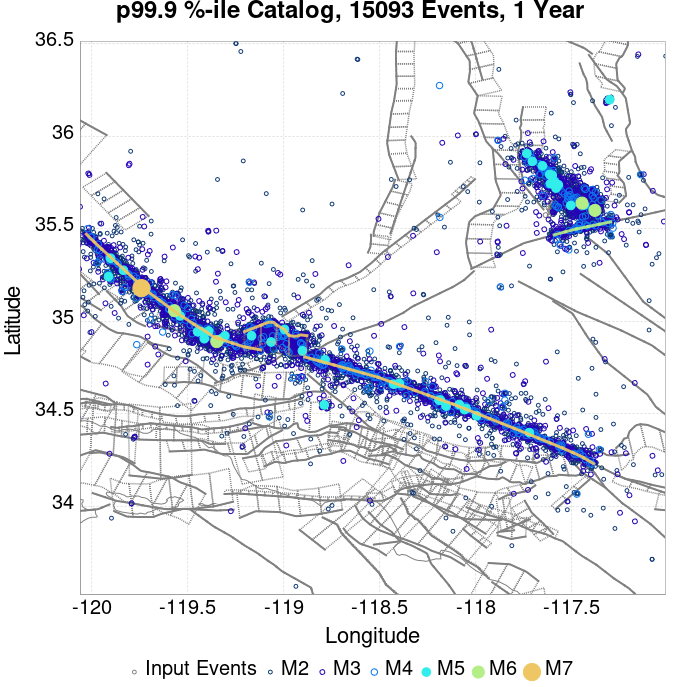 p99.9 %-ile Catalog, 15093 Events, 1 Year
36.5
36
35.5
35
34.5
34
Latitude
-120 -119.5 -119 -118.5 -118 -117.5
Longitude
Input Events M2 M3 M4 M5 M6 M7